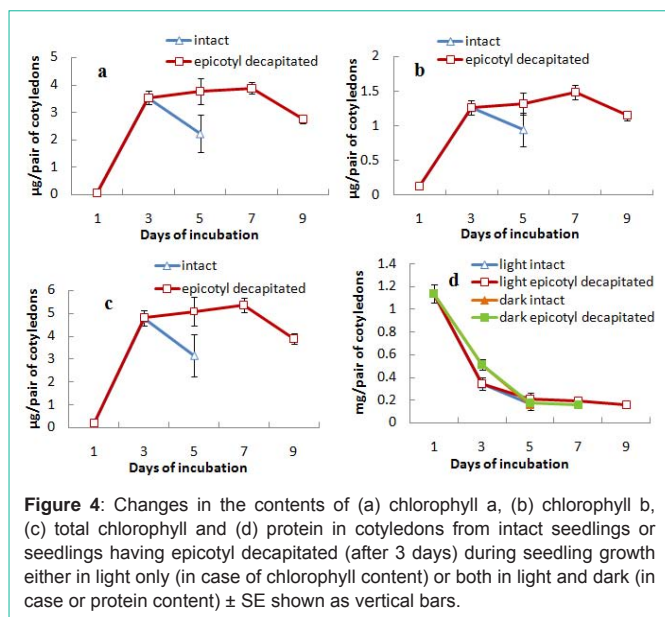 intact
epicotyl decapitated
a
µg/pair of cotyledons
5
4
3
2
1
0
1 3 5 7 9
Days of incubation
intact
epicotyl decapitated
b
µg/pair of cotyledons
2
1.5
1
0.5
0
1 3 5 7 9
Days of incubation
intact
epicotyl decapitated
c
µg/pair of cotyledons
6
5
4
3
2
1
0
1 3 5 7 9
Days of incubation
light intact
light epicotyl decapitated
dark intact
dark epicotyl decapitated
d
mg/pair of cotyledons
1.4
1.2
1
0.8
0.6
0.4
0.2
0
1 3 5 7 9
Days of incubation
Figure 4: Changes in the contents of (a) chlorophyll a, (b) chlorophyll b,
(c) total chlorophyll and (d) protein in cotyledons from intact seedlings or
seedlings having epicotyl decapitated (after 3 days) during seedling growth
either in light only (in case of chlorophyll content) or both in light and dark (in
case or protein content) ± SE shown as vertical bars.